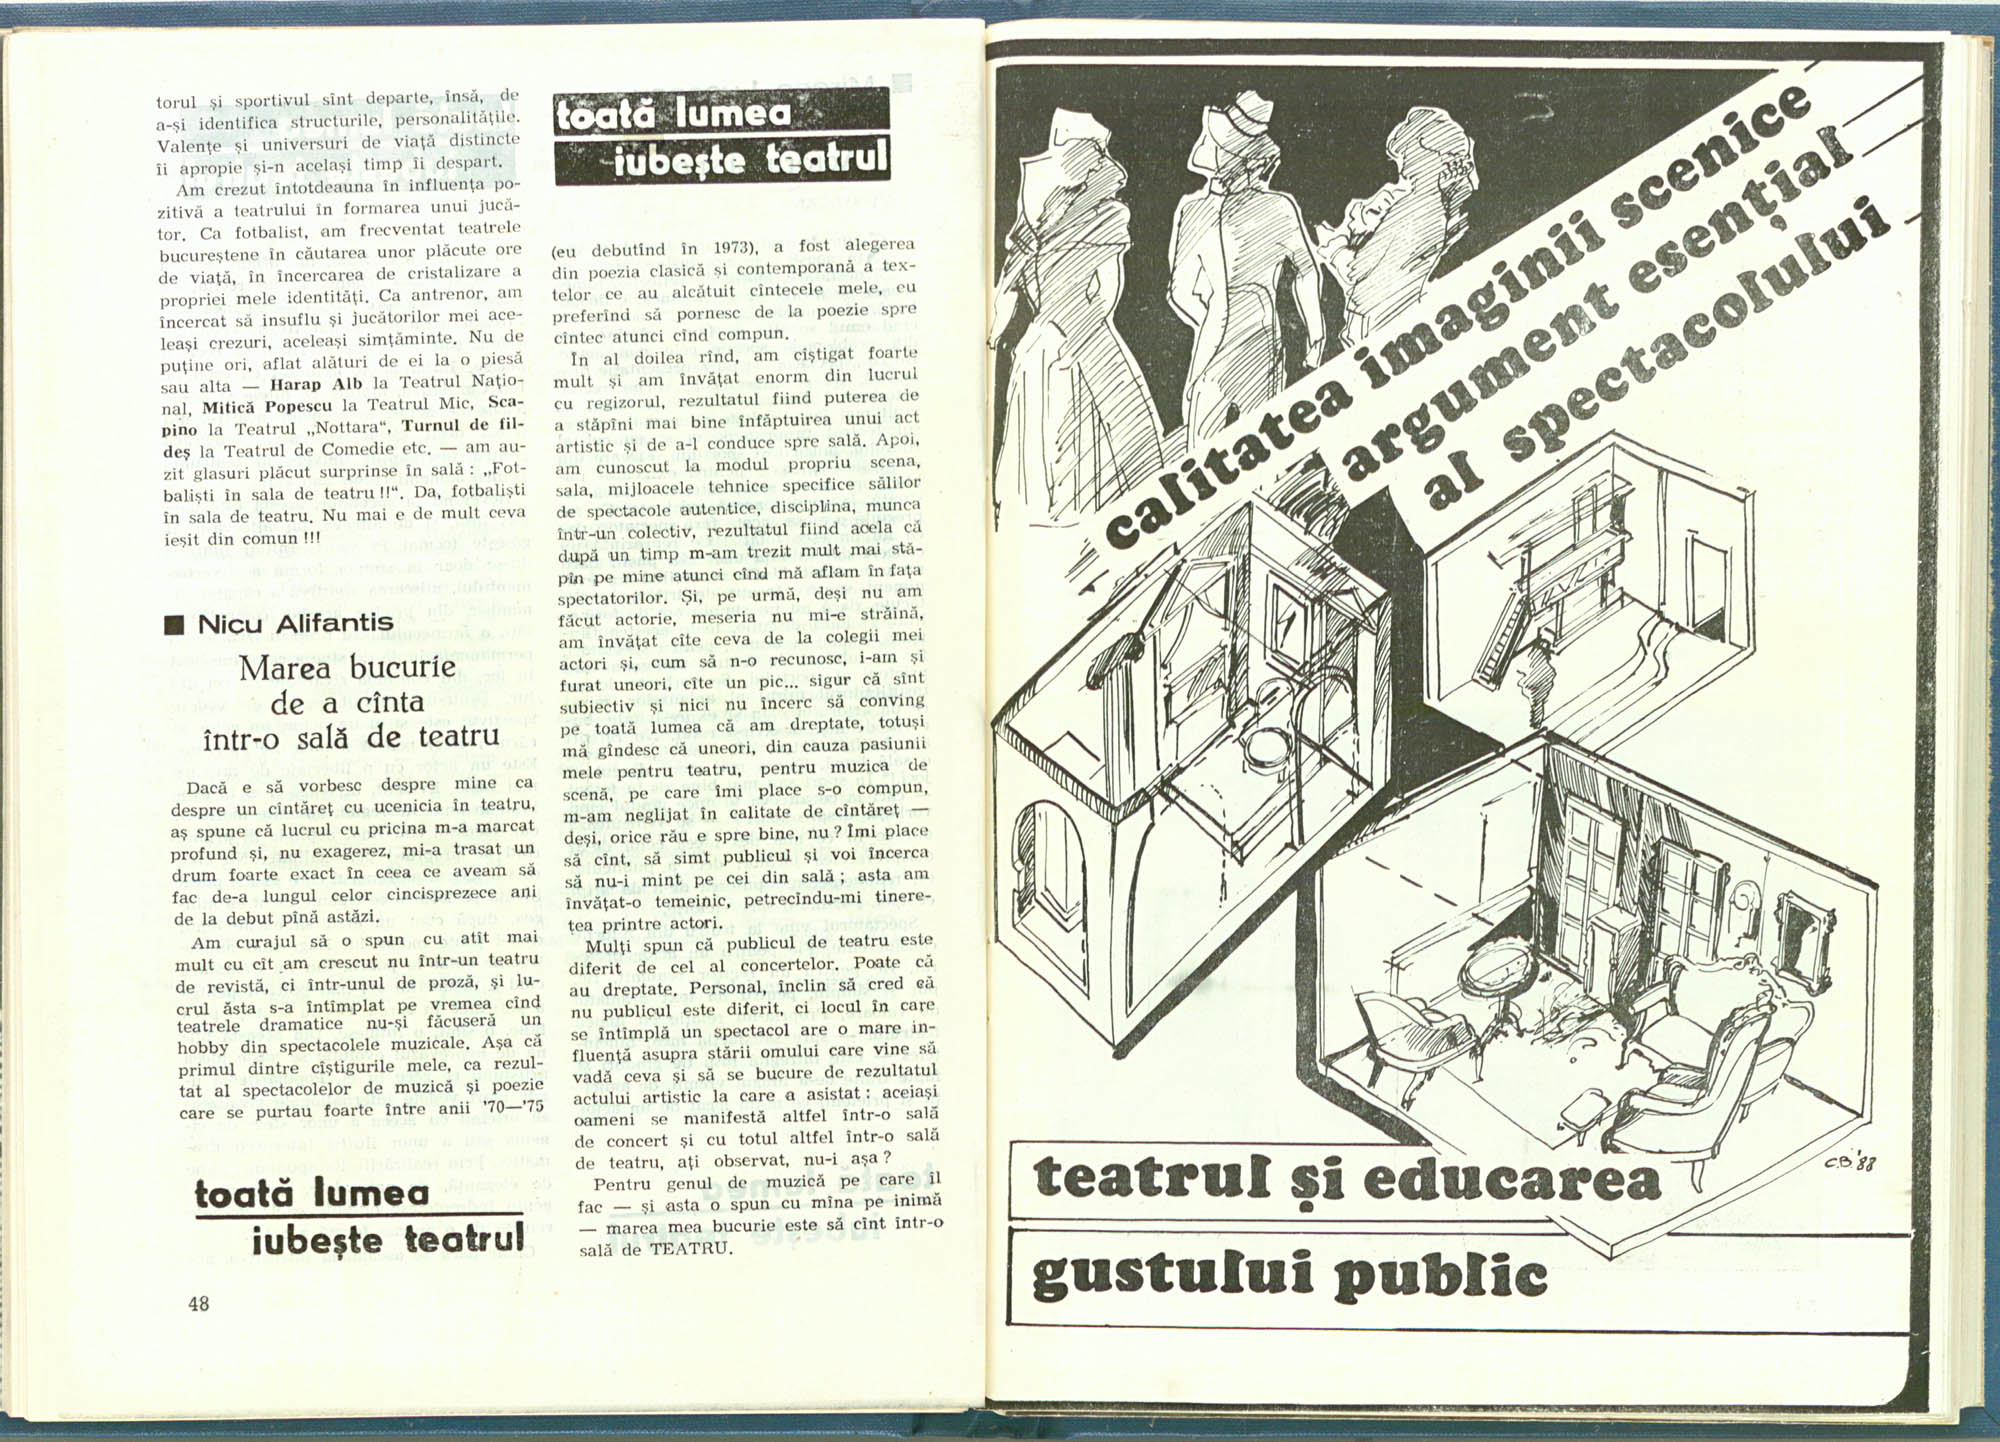 torul și sportivul sînt departe, însă, de
a-și identifica structurile, personalitățile.
Valențe și universuri de viață distincte
îi apropie și-n același timp îi despart.
Am crezut întotdeauna în influența po-
zitivă a teatrului în formarea unui jucă-
tor. Ca fotbalist, am frecventat teatrele
bucureștene în căutarea unor plăcute ore
de viață, în încercarea de cristalizare a
propriei mele identități. Ca antrenor, am
încercat să insuflu și jucătorilor mei ace-
leași crezuri, aceleași simțăminte. Nu de
puține ori, aflat alături de ei la o piesă
sau alta — Harap Alb la Teatrul Națio-
nal, Mitică Popescu la Teatrul Mic, Sca-
pino la Teatrul „Nottara“, Turnul de fil-
deș la Teatrul de Comedie etc. — am au-
zit glasuri plăcut surprinse în sală : „Fot-
baliști în sala de teatru !!“. Da, fotbaliști
în sala de teatru. Nu mai e de mult ceva
ieșit din comun !!!
■ Nicu Alifantis
Marea bucurie
de a cînta
într-o sală de teatru
Dacă e să vorbesc despre mine ca
despre un cîntăreț cu ucenicia în teatru,
aș spune că lucrul cu pricina m-a marcat
profund și, nu exagerez, mi-a trasat un
drum foarte exact în ceea ce aveam să
fac de-a lungul celor cincisprezece ani
de la debut pînă astăzi.
Am curajul să o spun cu atît mai
mult cu cît am crescut nu într-un teatru
de revistă, ci într-unul de proză, și lu-
crul ăsta s-a întîmplat pe vremea cînd
teatrele dramatice nu-și făcuseră un
hobby din spectacolele muzicale. Așa că
primul dintre cîștigurile mele, ca rezul-
tat al spectacolelor de muzică și poezie
care se purtau foarte între anii '70—'75
toată lumea
iubește teatrul
48
toată lumea
iubește teatrul
(eu debutînd în 1973), a fost alegerea
din poezia clasică și contemporană a tex-
telor ce au alcătuit cîntecele mele, eu
preferînd să pornesc de la poezie spre
cîntec atunci cînd compun.
În al doilea rînd, am cîștigat foarte
mult și am învățat enorm din lucrul
cu regizorul, rezultatul fiind puterea de
a stăpîni mai bine înfăptuirea unui act
artistic și de a-l conduce spre sală. Apoi,
am cunoscut la modul propriu scena,
sala, mijloacele tehnice specifice sălilor
de spectacole autentice, disciplina, munca
într-un colectiv, rezultatul fiind acela că
după un timp m-am trezit mult mai stă-
pîn pe mine atunci cînd mă aflam în fața
spectatorilor. Și, pe urmă, deși nu am
făcut actorie, meseria nu mi-e străină,
am învățat cîte ceva de la colegii mei
actori și, cum să n-o recunosc, i-am și
furat uneori, cîte un pic... sigur că sînt
subiectiv și nici nu încerc să conving
pe toată lumea că am dreptate, totuși
mă gîndesc că uneori, din cauza pasiunii
mele pentru teatru, pentru muzica de
scenă, pe care îmi place s-o compun,
m-am neglijat în calitate de cîntăreț —
deși, orice rău e spre bine, nu ? Îmi place
să cînt, să simt publicul și voi încerca
să nu-i mint pe cei din sală ; asta am
învățat-o temeinic, petrecîndu-mi tinere-
tea printre actori.
Mulți spun că publicul de teatru este
diferit de cel al concertelor. Poate că
au dreptate. Personal, înclin să cred că
nu publicul este diferit, ci locul în care
se întîmplă un spectacol are o mare in-
fluență asupra stării omului care vine să
vadă ceva și să se bucure de rezultatul
actului artistic la care a asistat : aceiași
oameni se manifestă altfel într-o sală
de concert și cu totul altfel într-o sală
de teatru, ați observat, nu-i așa ?
Pentru genul de muzică pe care îl
fac — și asta o spun cu mîna pe inimă
— marea mea bucurie este să cînt într-o
sală de TEATRU.
calitatea imaginii scenice
argument esențial
al spectacolului
C.B.'88
teatrul și educarea
gustului public